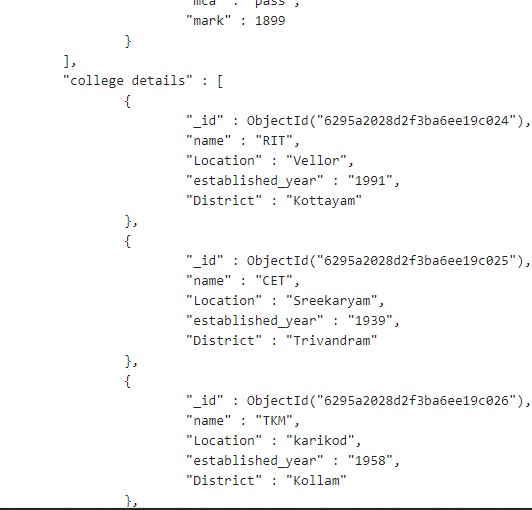 "mca" : "pass",
"mark" : 1899
}
],
"college details" : [
{
"_id" : ObjectId("6295a2028d2f3ba6ee19c024"),
"name" : "RIT",
"Location" : "Vellor",
"established_year" : "1991",
"District" : "Kottayam"
},
{
"_id" : ObjectId("6295a2028d2f3ba6ee19c025"),
"name" : "CET",
"Location" : "Sreekaryam",
"established_year" : "1939",
"District" : "Trivandram"
},
{
"_id" : ObjectId("6295a2028d2f3ba6ee19c026"),
"name" : "TKM",
"Location" : "karikod",
"established_year" : "1958",
"District" : "Kollam"
},